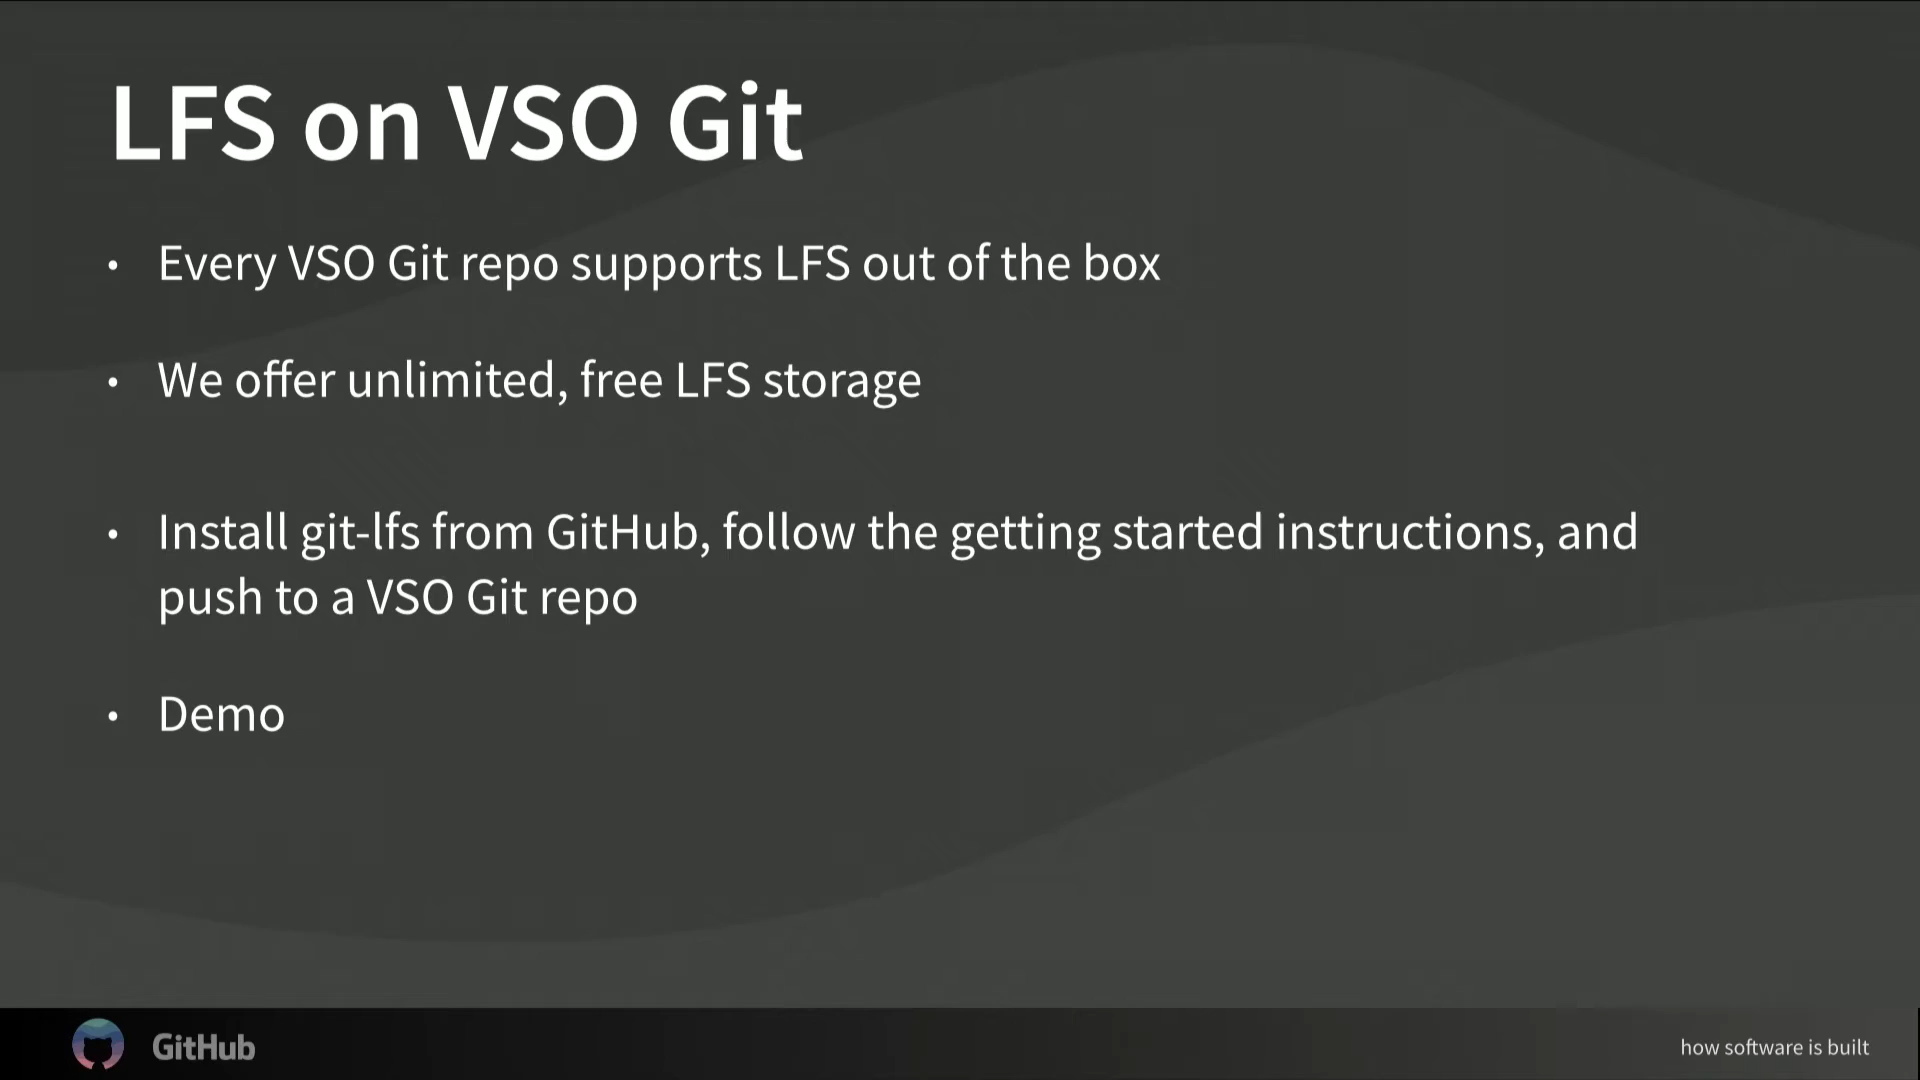 LFS on VSO Git
• Every VSO Git repo supports LFS out of the box
• We offer unlimited, free LFS storage
• Install git-lfs from GitHub, follow the getting started instructions, and
push to a VSO Git repo
• Demo
GitHub
how software is built